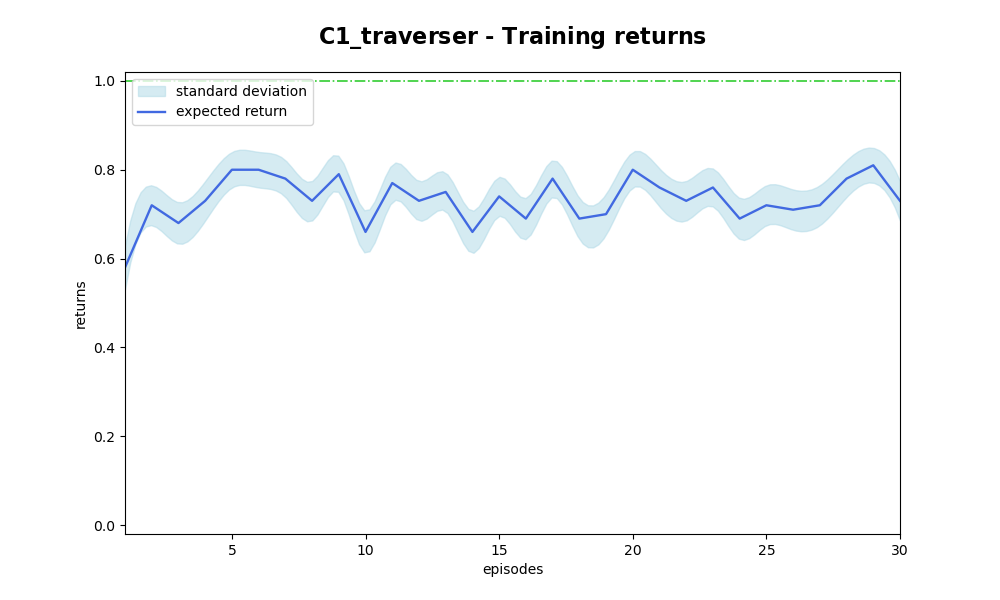 C1_traverser - Training returns
1.0
0.8
0.6
0.4
0.2
0.0
returns
standard deviation
expected return
5
10
15
20
25
30
episodes